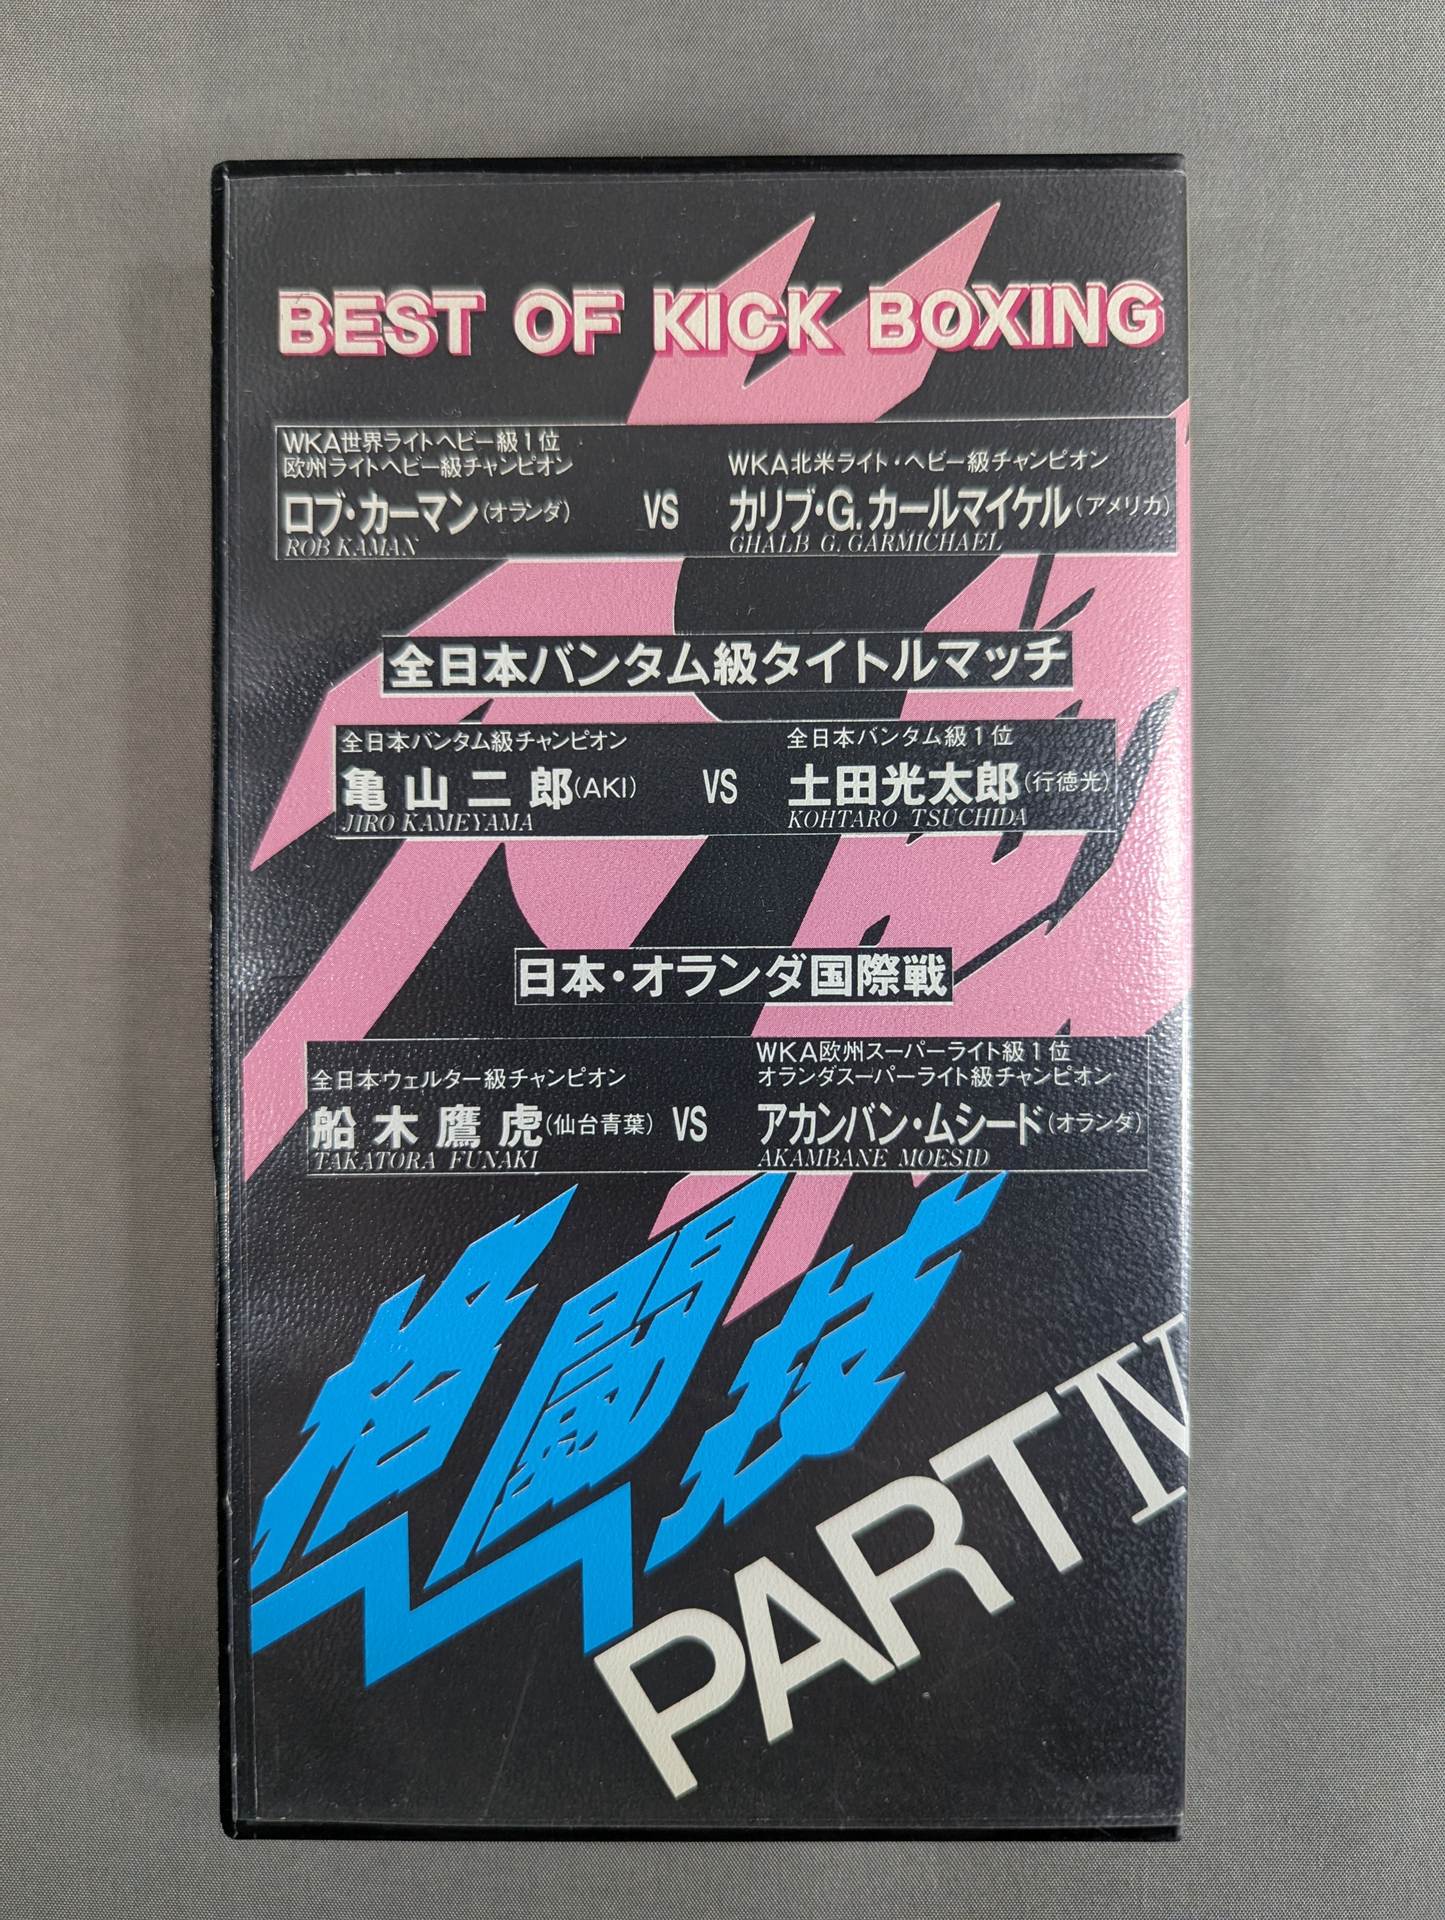 BEST OF KICK BOXING
WKA世界ライトヘビー級1位
欧州ライトヘビー級チャンピオン
ロブ・カーマン(オランダ)
ROB KAMAN
VS
WKA北米ライト・ヘビー級チャンピオン
カリブ・G.カールマイケル(アメリカ)
GHALB G. GARMICHAEL
全日本バンタム級タイトルマッチ
全日本バンタム級チャンピオン
亀山二郎(AKI)
JIRO KAMEYAMA
VS
全日本バンタム級1位
土田光太郎(行徳光)
KOHTARO TSUCHIDA
日本・オランダ国際戦
全日本ウェルター級チャンピオン
船木鷹虎(仙台青葉)
TAKATORA FUNAKI
VS
WKA欧州スーパーライト級1位
オランダスーパーライト級チャンピオン
アカンバン・ムシード(オランダ)
AKAMBANE MOESID
格闘技
PART IV